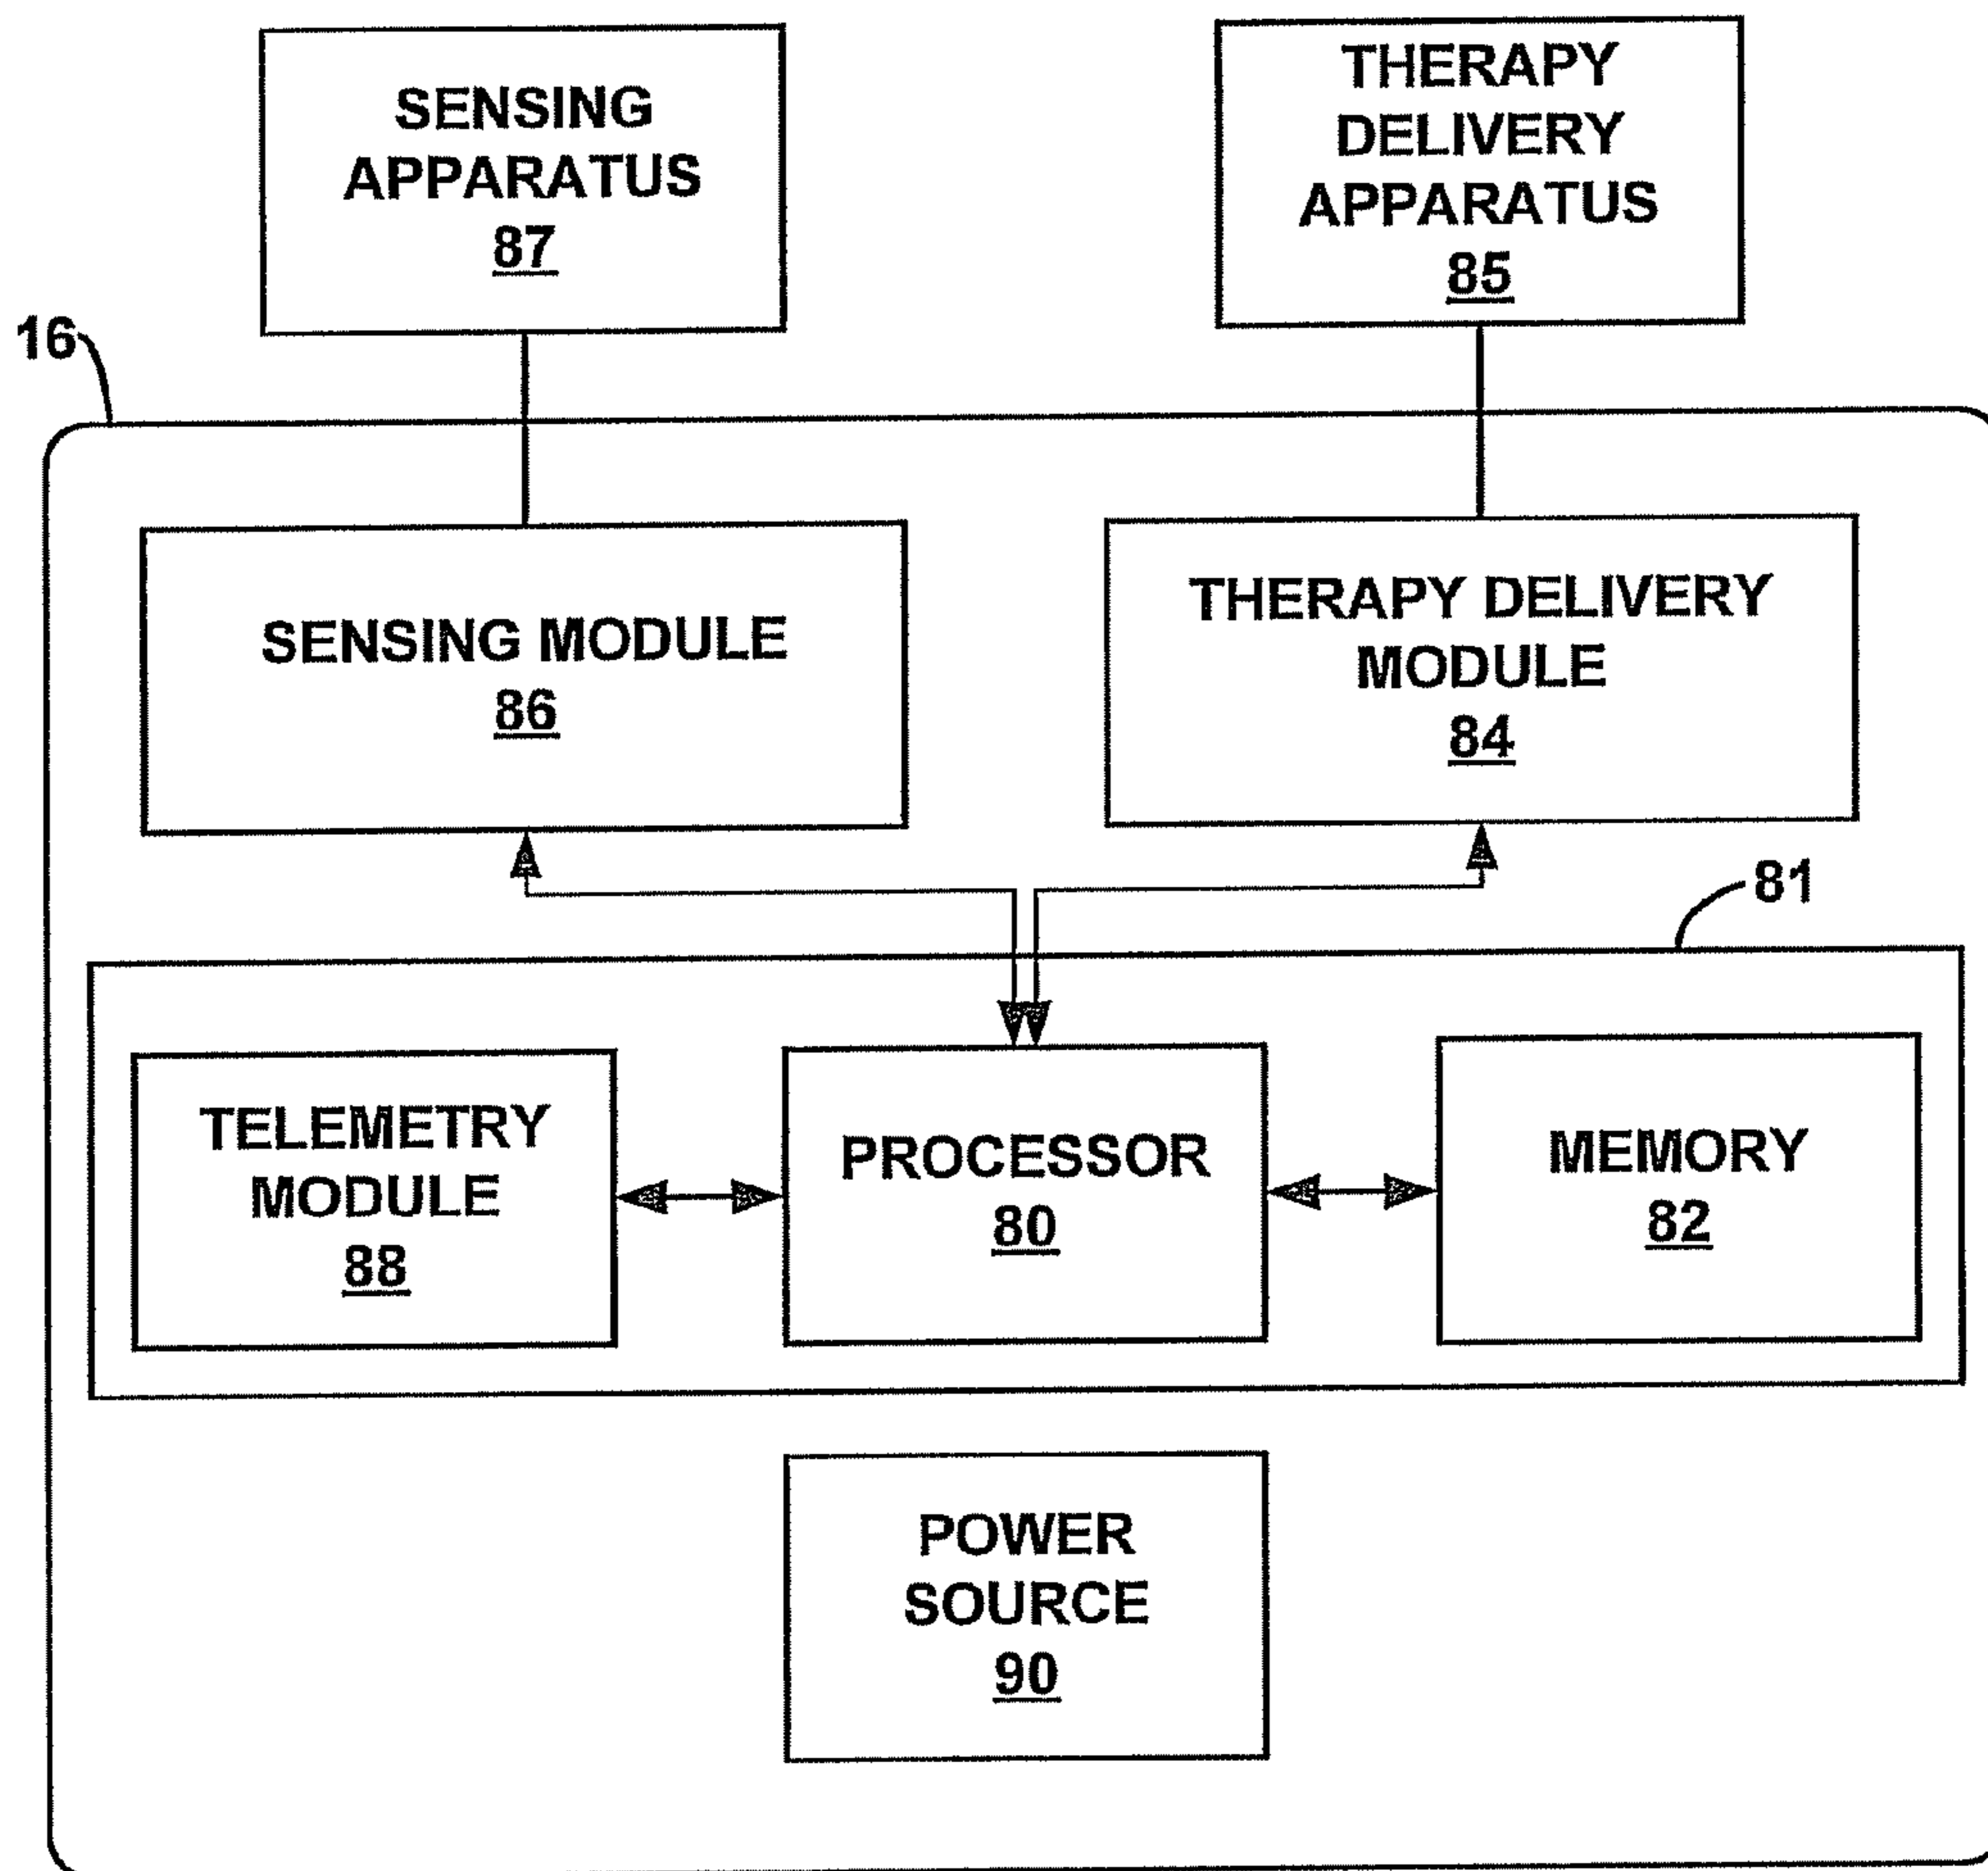 SENSING
APPARATUS
87
THERAPY
DELIVERY
APPARATUS
85
16
SENSING MODULE
86
THERAPY DELIVERY
MODULE
84
81
TELEMETRY
MODULE
88
PROCESSOR
80
MEMORY
82
POWER
SOURCE
90